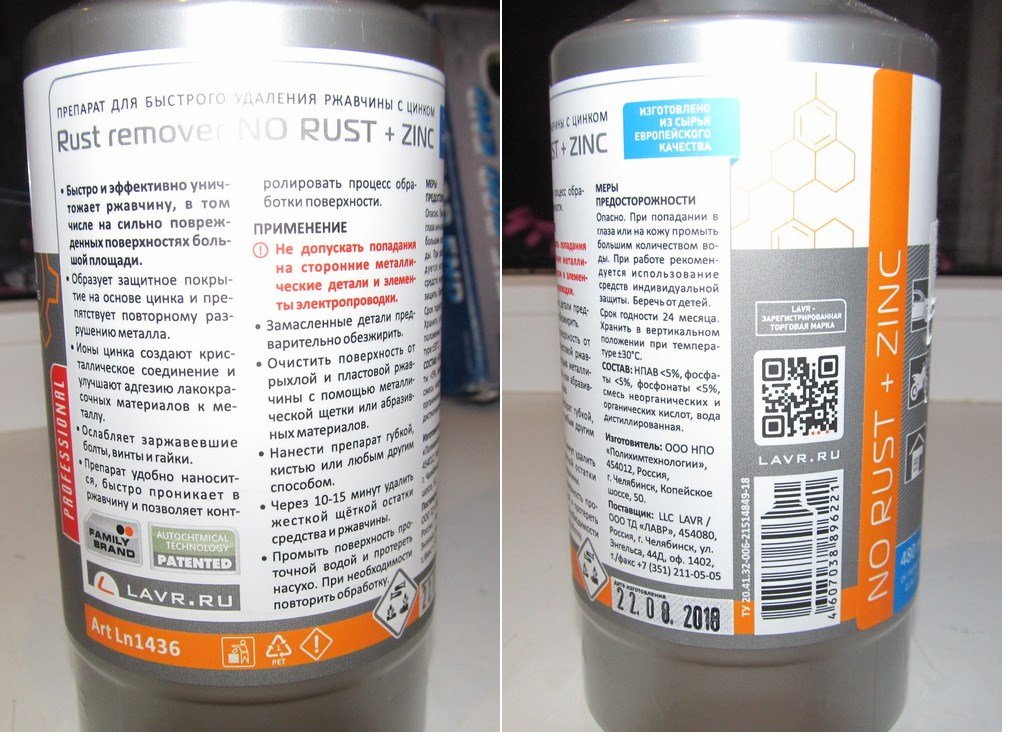 ПРЕПАРАТ ДЛЯ БЫСТРОГО УДАЛЕНИЯ РЖАВЧИНЫ С ЦИНКОМ
Rust remover NO RUST + ZINC
• Быстро и эффективно унич-
тожает ржавчину, в том
числе на сильно повреж-
денных поверхностях боль-
шой площади.
• Образует защитное покры-
тие на основе цинка и пре-
пятствует повторному раз-
рушению металла.
• Ионы цинка создают крис-
таллическое соединение и
улучшают адгезию лакокра-
сочных материалов к ме-
таллу.
• Ослабляет заржавевшие
болты, винты и гайки.
• Препарат удобно наносит-
ся, быстро проникает в
ржавчину и позволяет конт-
ролировать процесс обра-
ботки поверхности.
ПРИМЕНЕНИЕ
Не допускать попадания
на сторонние металли-
ческие детали и элемен-
ты электропроводки.
• Замасленные детали пред-
варительно обезжирить.
• Очистить поверхность от
рыхлой и пластовой ржав-
чины с помощью металли-
ческой щетки или абразив-
ных материалов.
• Нанести препарат губкой,
кистью или любым другим
способом.
• Через 10-15 минут удалить
жесткой щёткой остатки
средства и ржавчины.
• Промыть поверхность про-
точной водой и протереть
насухо. При необходимости
повторить обработку.
PROFESSIONAL
FAMILY
BRAND
AUTOCHEMICAL
TECHNOLOGY
PATENTED
LAVR.RU
Art Ln1436
1
PET
ЧИНЫ С ЦИНКОМ
ST + ZINC
ИЗГОТОВЛЕНО
ИЗ СЫРЬЯ
ЕВРОПЕЙСКОГО
КАЧЕСТВА
МЕРЫ
ПРЕДОСТОРОЖНОСТИ
Опасно. При попадании в
глаза или на кожу промыть
большим количеством во-
ды. При работе рекомен-
дуется использование
средств индивидуальной
защиты. Беречь от детей.
Срок годности 24 месяца.
Хранить в вертикальном
положении при темпера-
туре ±30°С.
СОСТАВ: НПАВ <5%, фосфа-
ты <5%, фосфонаты <5%,
смесь неорганических и
органических кислот, вода
дистиллированная.
Изготовитель: ООО НПО
«Полихимтехнологии»,
454012, Россия,
г. Челябинск, Копейское
шоссе, 50.
Поставщик: LLC LAVR /
ООО ТД «ЛАВР», 454080,
Россия, г. Челябинск, ул.
Энгельса, 44Д, оф. 1402,
т./факс +7 (351) 211-05-05
дата изготовления
22.08.2018
LAVR
ЗАРЕГИСТРИРОВАННАЯ
ТОРГОВАЯ МАРКА
LAVR.RU
ТУ 20.41.32-006-21514849-18
4607038896221
NO RUST + ZINC
480